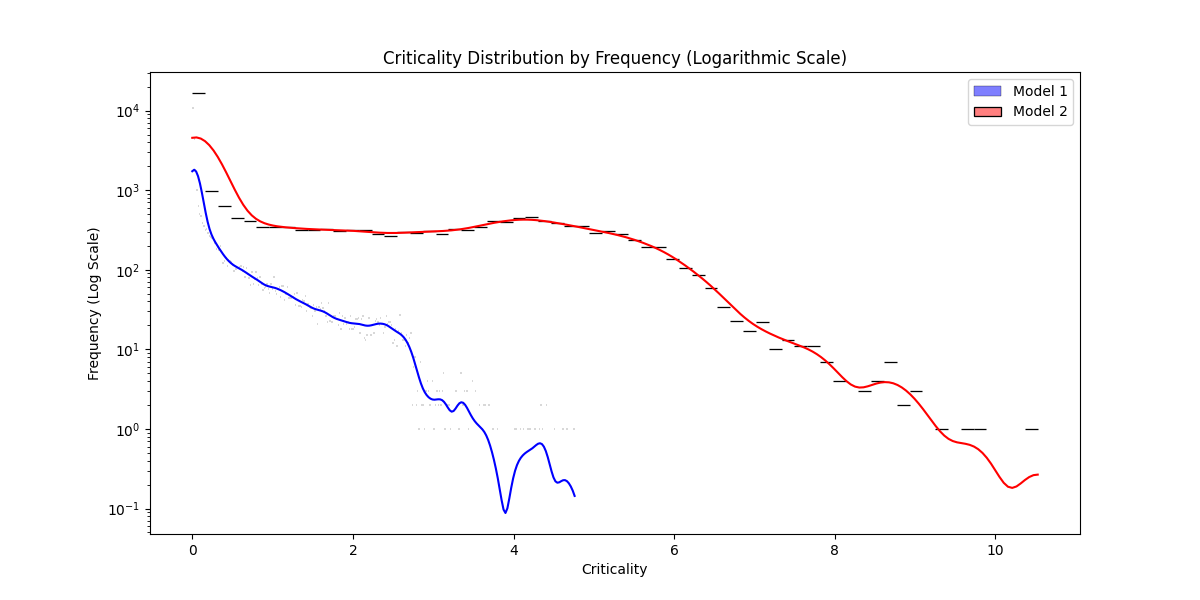 Criticality Distribution by Frequency (Logarithmic Scale)
Model 1
Model 2
Frequency (Log Scale)
10⁴
10³
10²
10¹
10⁰
10⁻¹
0 2 4 6 8 10
Criticality